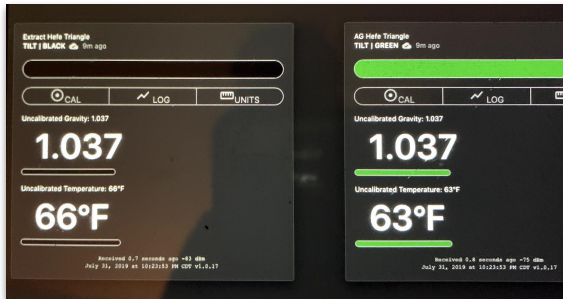 Extract Hefe Triangle
TILT | BLACK 9m ago
CAL LOG UNITS
Uncalibrated Gravity: 1.037
1.037
Uncalibrated Temperature: 66°F
66°F
Received 0.7 seconds ago -83 dBm
July 31, 2019 at 10:23:53 PM CDT v1.0.17
AG Hefe Triangle
TILT | GREEN 9m ago
CAL LOG
Uncalibrated Gravity: 1.037
1.037
Uncalibrated Temperature: 63°F
63°F
Received 0.6 seconds ago -75 dBm
July 31, 2019 at 10:23:53 PM CDT v1.0.17